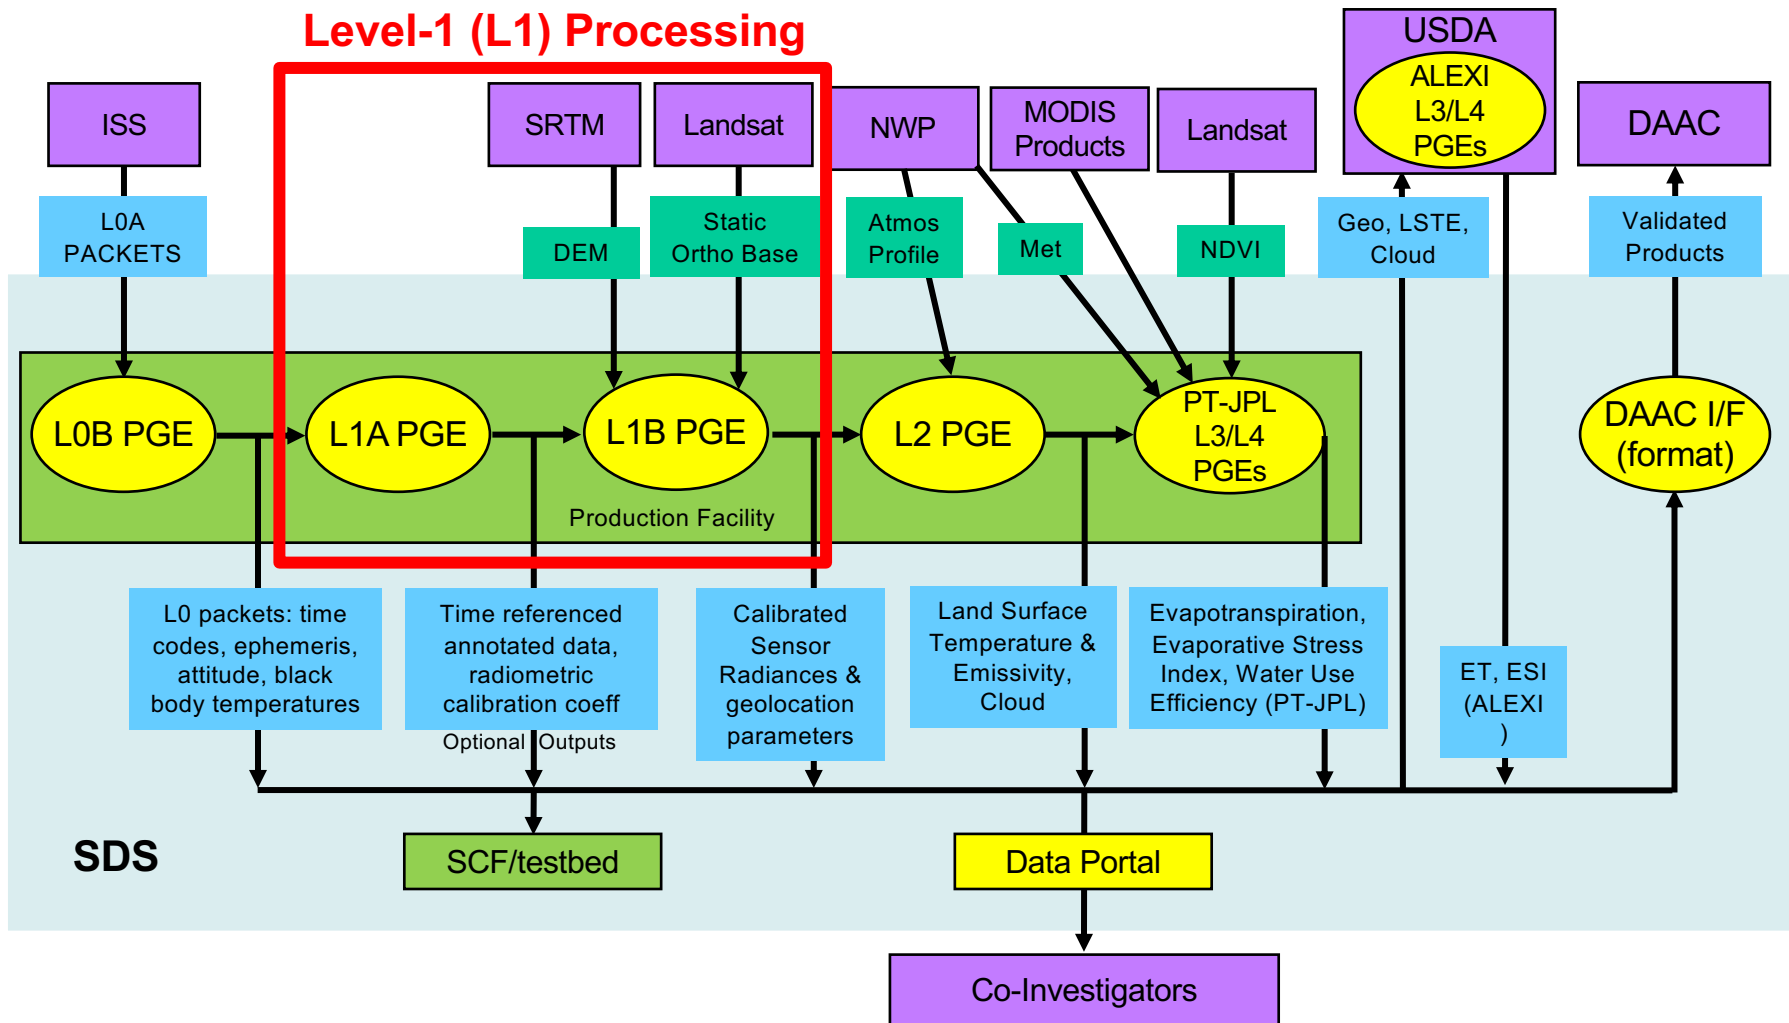 Level-1 (L1) Processing
USDA
ALEXI
L3/L4
PGEs
ISS
SRTM
Landsat
NWP
MODIS
Products
Landsat
DAAC
L0A
PACKETS
DEM
Static
Ortho Base
Atmos
Profile
Met
NDVI
Geo, LSTE,
Cloud
Validated
Products
L0B PGE
L1A PGE
L1B PGE
L2 PGE
PT-JPL
L3/L4
PGEs
DAAC I/F
(format)
Production Facility
L0 packets: time
codes, ephemeris,
attitude, black
body temperatures
Time referenced
annotated data,
radiometric
calibration coeff
Optional Outputs
Calibrated
Sensor
Radiances &
geolocation
parameters
Land Surface
Temperature &
Emissivity,
Cloud
Evapotranspiration,
Evaporative Stress
Index, Water Use
Efficiency (PT-JPL)
ET, ESI
(ALEXI
)
SDS
SCF/testbed
Data Portal
Co-Investigators